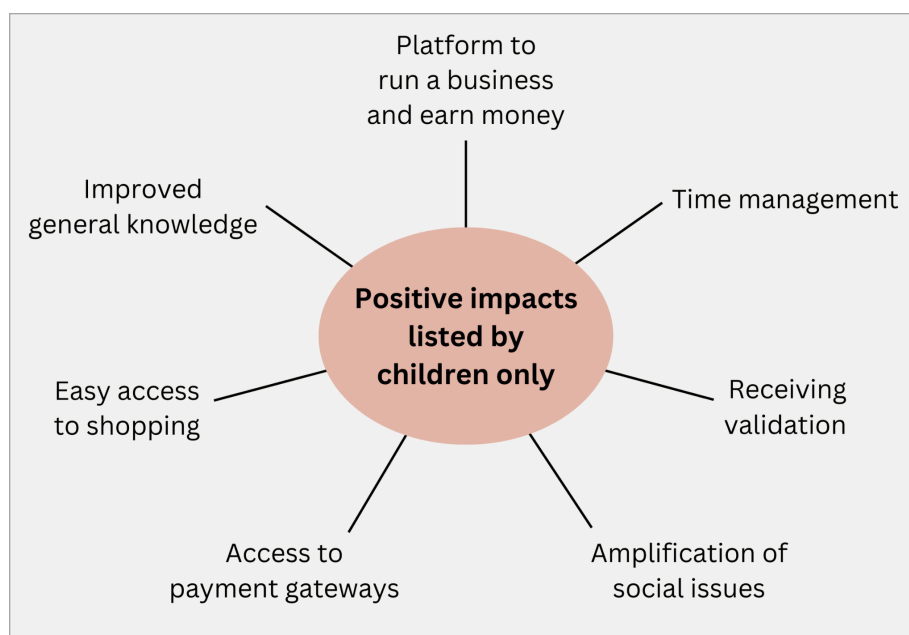 Platform to
run a business
and earn money
Improved
general knowledge
Time management
Positive impacts
listed by
children only
Easy access
to shopping
Receiving
validation
Access to
payment gateways
Amplification of
social issues